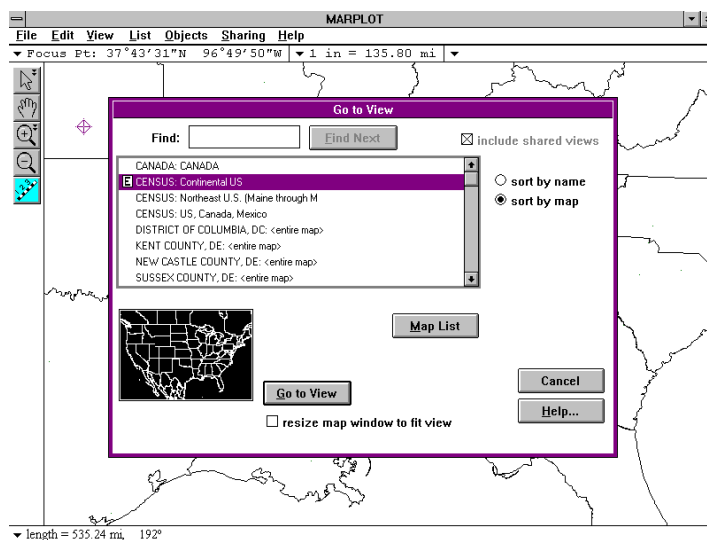 MARPLOT
File Edit View List Objects Sharing Help
Focus Pt: 37°43'31"N 96°49'50"W 1 in = 135.80 mi
Go to View
Find: Find Next include shared views
CANADA: CANADA
E CENSUS: Continental US
CENSUS: Northeast U.S. (Maine through M
CENSUS: US, Canada, Mexico
DISTRICT OF COLUMBIA, DC: <entire map>
KENT COUNTY, DE: <entire map>
NEW CASTLE COUNTY, DE: <entire map>
SUSSEX COUNTY, DE: <entire map>
sort by name
sort by map
Map List
Go to View
resize map window to fit view
Cancel
Help...
1 2 3
length = 535.24 mi, 192°